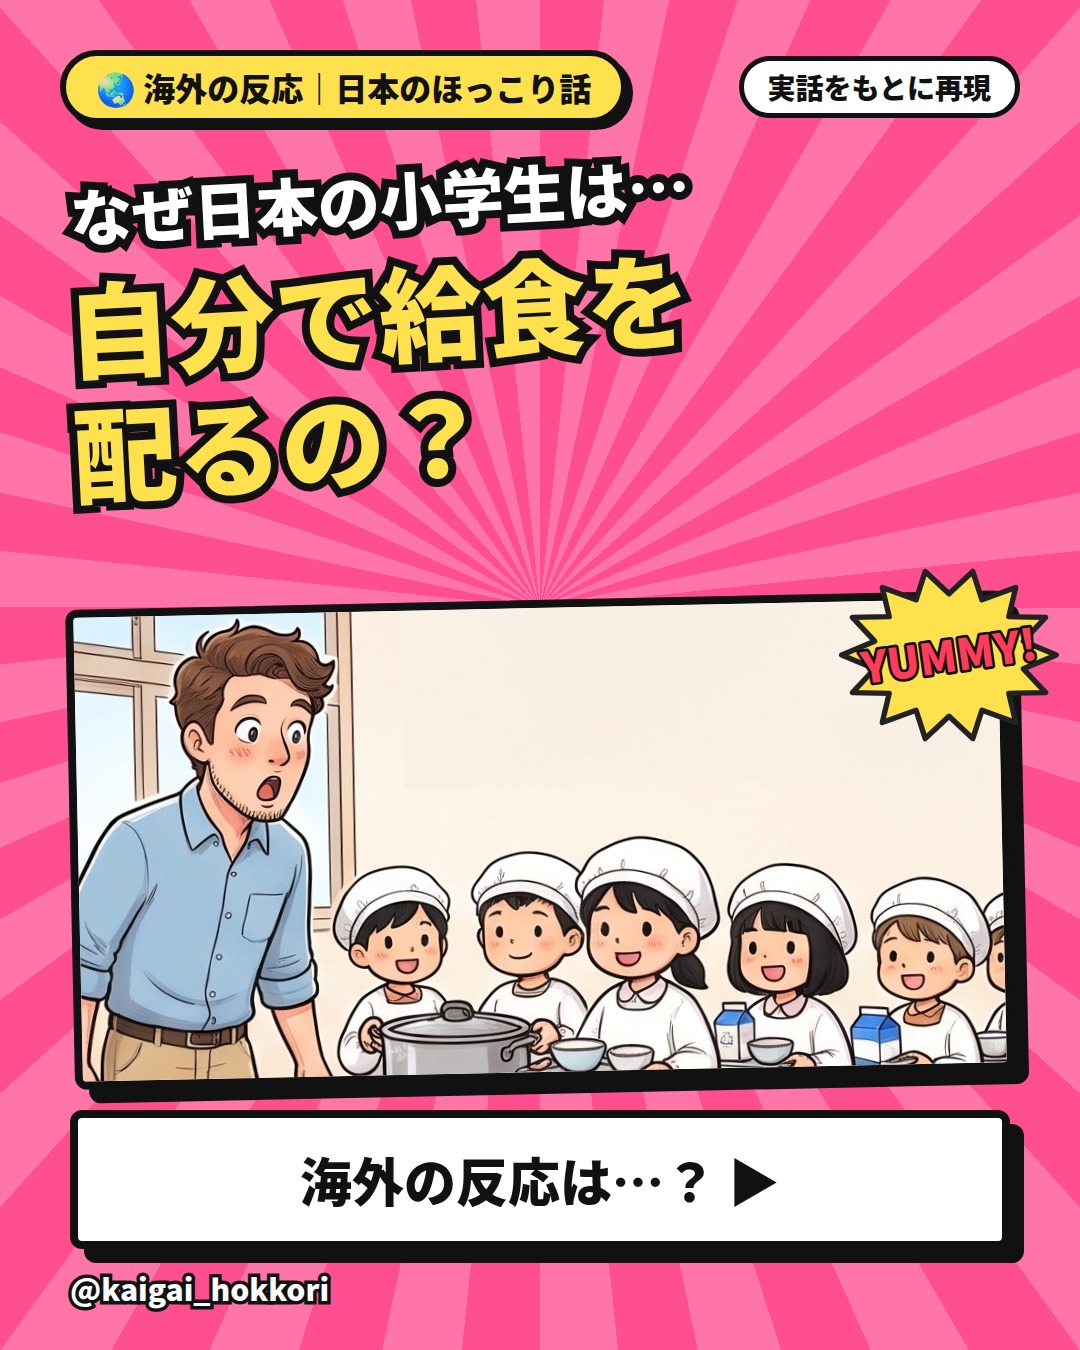 🌏 海外の反応｜日本のほっこり話
実話をもとに再現
なぜ日本の小学生は…
自分で給食を
配るの？
YUMMY!
海外の反応は…？ ▶
@kaigai_hokkori